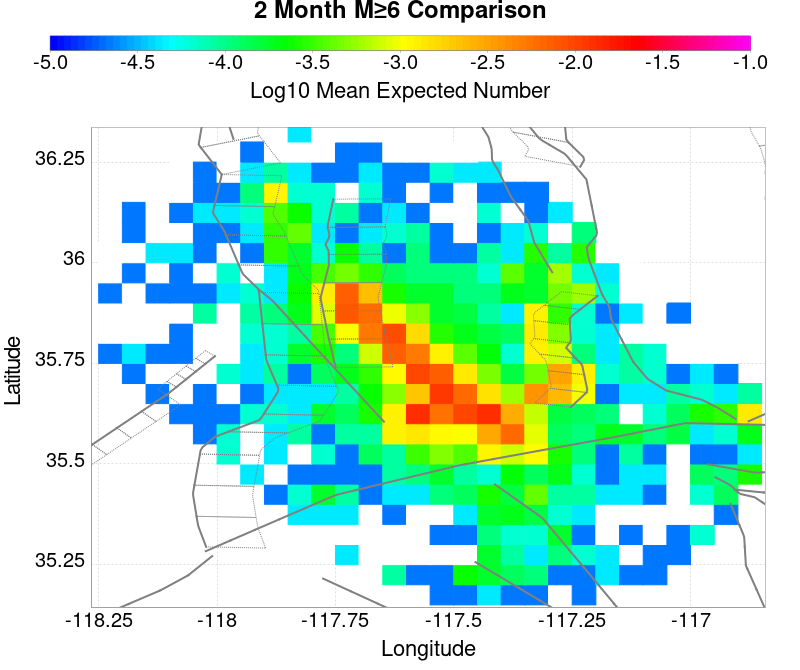 2 Month M≥6 Comparison
-5.0 -4.5 -4.0 -3.5 -3.0 -2.5 -2.0 -1.5 -1.0
Log10 Mean Expected Number
36.25
36
35.75
35.5
35.25
Latitude
-118.25 -118 -117.75 -117.5 -117.25 -117
Longitude